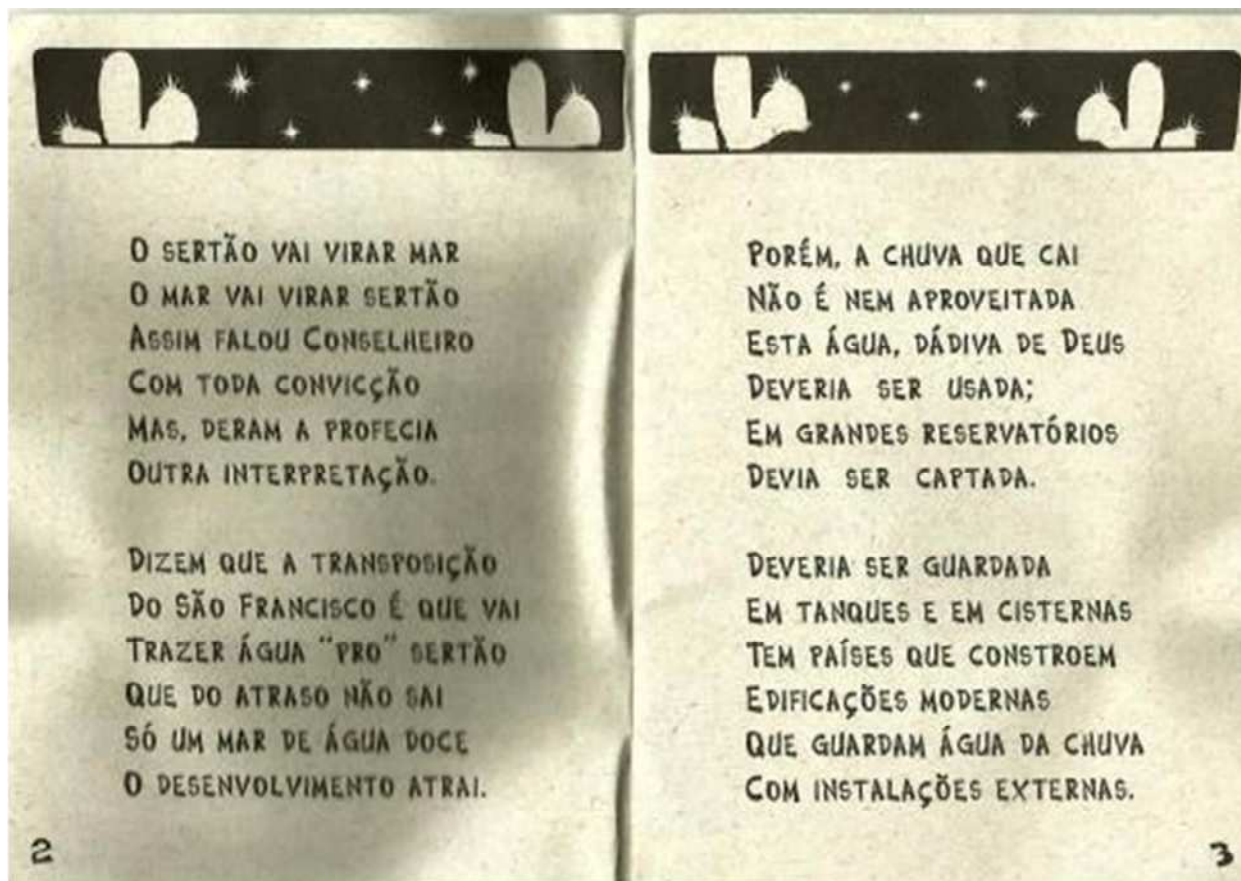 O SERTÃO VAI VIRAR MAR
O MAR VAI VIRAR SERTÃO
ASSIM FALOU CONSELHEIRO
COM TODA CONVICÇÃO
MAS, DERAM A PROFECIA
OUTRA INTERPRETAÇÃO.
DIZEM QUE A TRANSPOSIÇÃO
DO SÃO FRANCISCO É QUE VAI
TRAZER ÁGUA "PRO" SERTÃO
QUE DO ATRASO NÃO SAI
SÓ UM MAR DE ÁGUA DOCE
O DESENVOLVIMENTO ATRAI.
2
PORÉM, A CHUVA QUE CAI
NÃO É NEM APROVEITADA
ESTA ÁGUA, DÁDIVA DE DEUS
DEVERIA SER USADA;
EM GRANDES RESERVATÓRIOS
DEVIA SER CAPTADA.
DEVERIA SER GUARDADA
EM TANQUES E EM CISTERNAS
TEM PAÍSES QUE CONSTROEM
EDIFICAÇÕES MODERNAS
QUE GUARDAM ÁGUA DA CHUVA
COM INSTALAÇÕES EXTERNAS.
3